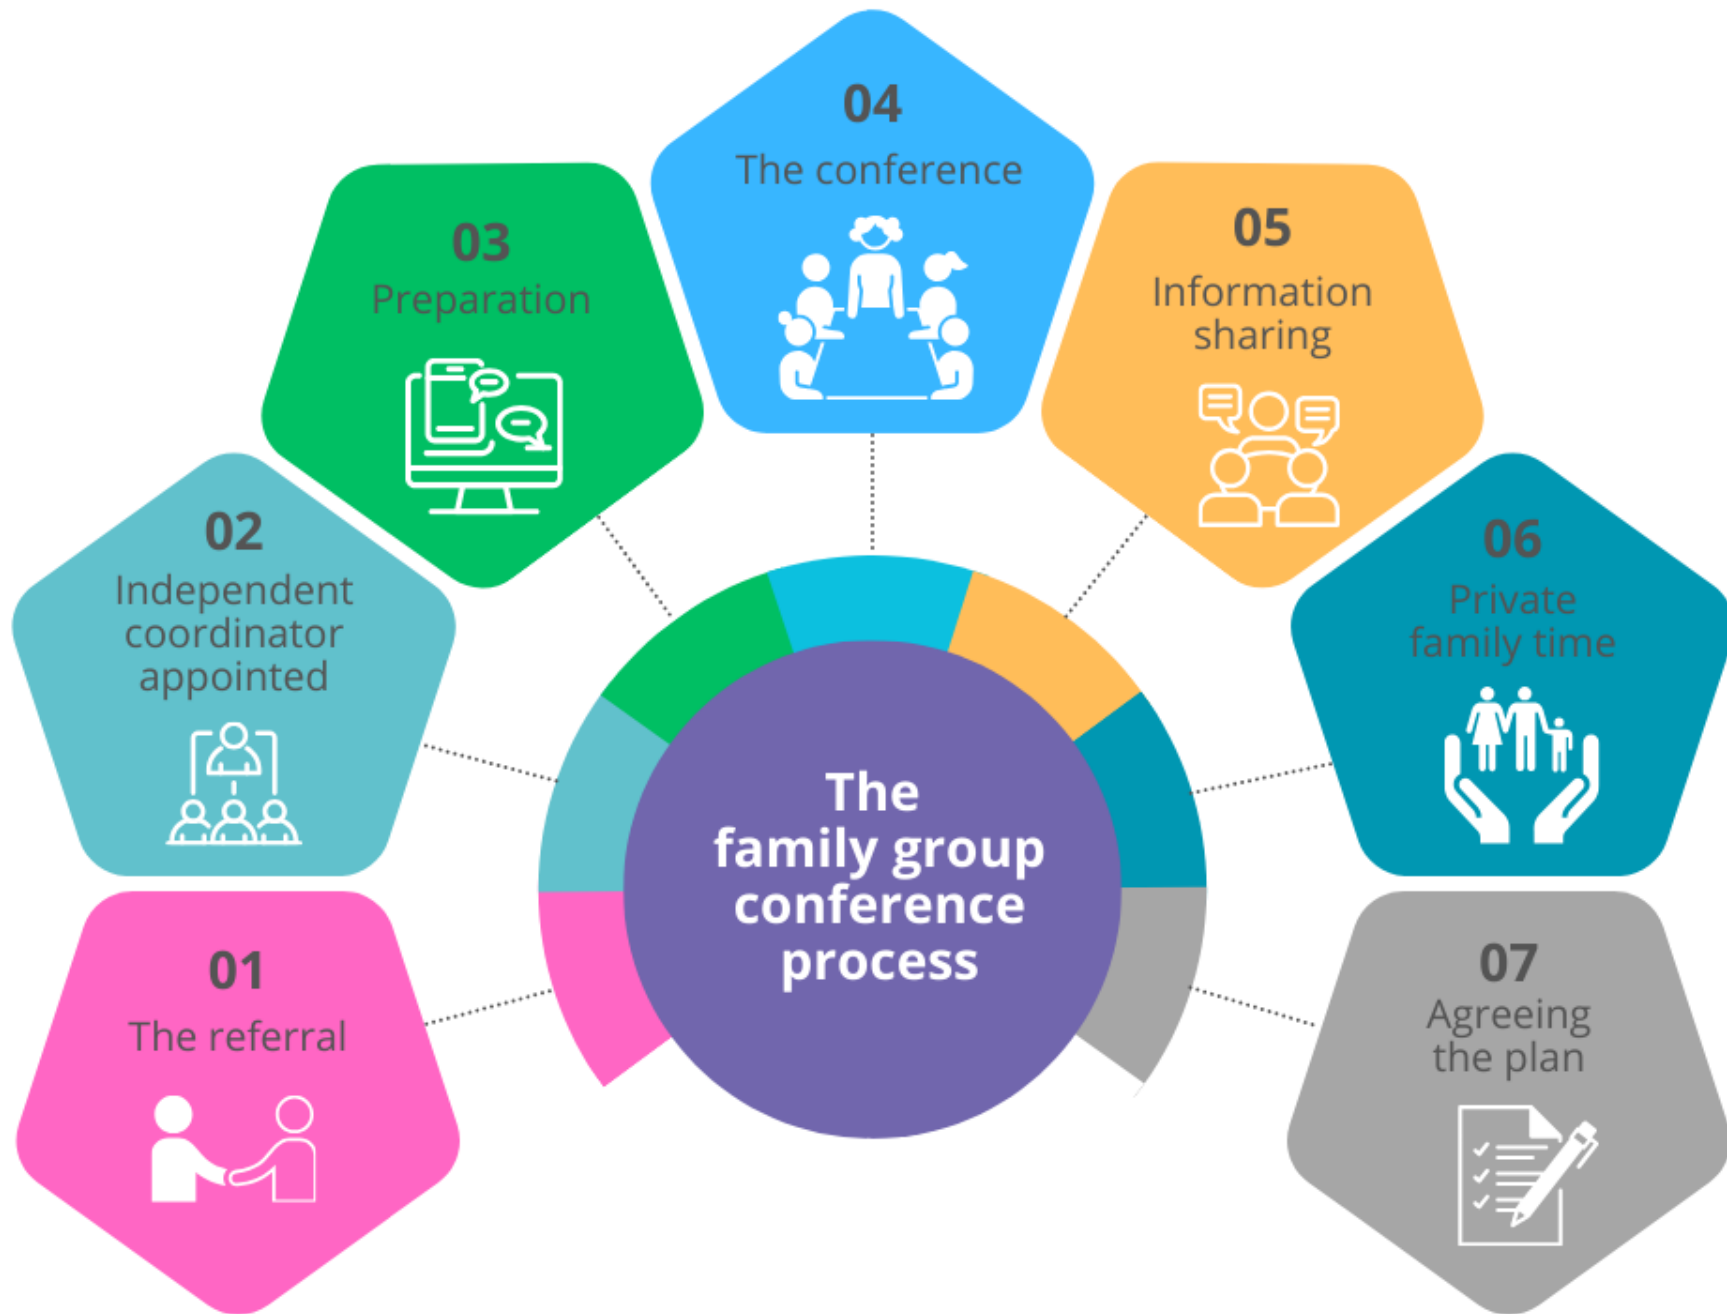 01
The referral
02
Independent
coordinator
appointed
03
Preparation
04
The conference
05
Information
sharing
06
Private
family time
07
Agreeing
the plan
The
family group
conference
process